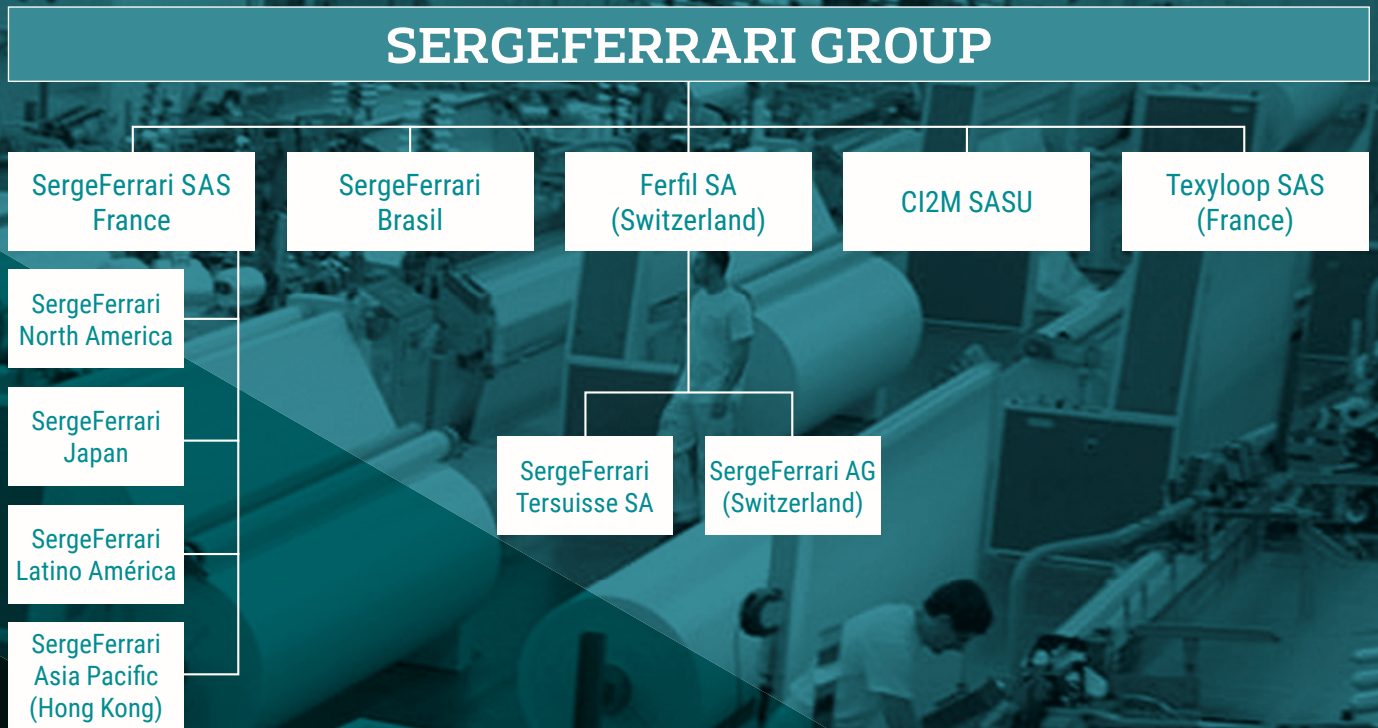 SERGEFERRARI GROUP
SergeFerrari SAS
France
SergeFerrari
Brasil
Ferfil SA
(Switzerland)
CI2M SASU
Texyloop SAS
(France)
SergeFerrari
North America
SergeFerrari
Japan
SergeFerrari
Latino América
SergeFerrari
Asia Pacific
(Hong Kong)
SergeFerrari
Tersuisse SA
SergeFerrari AG
(Switzerland)